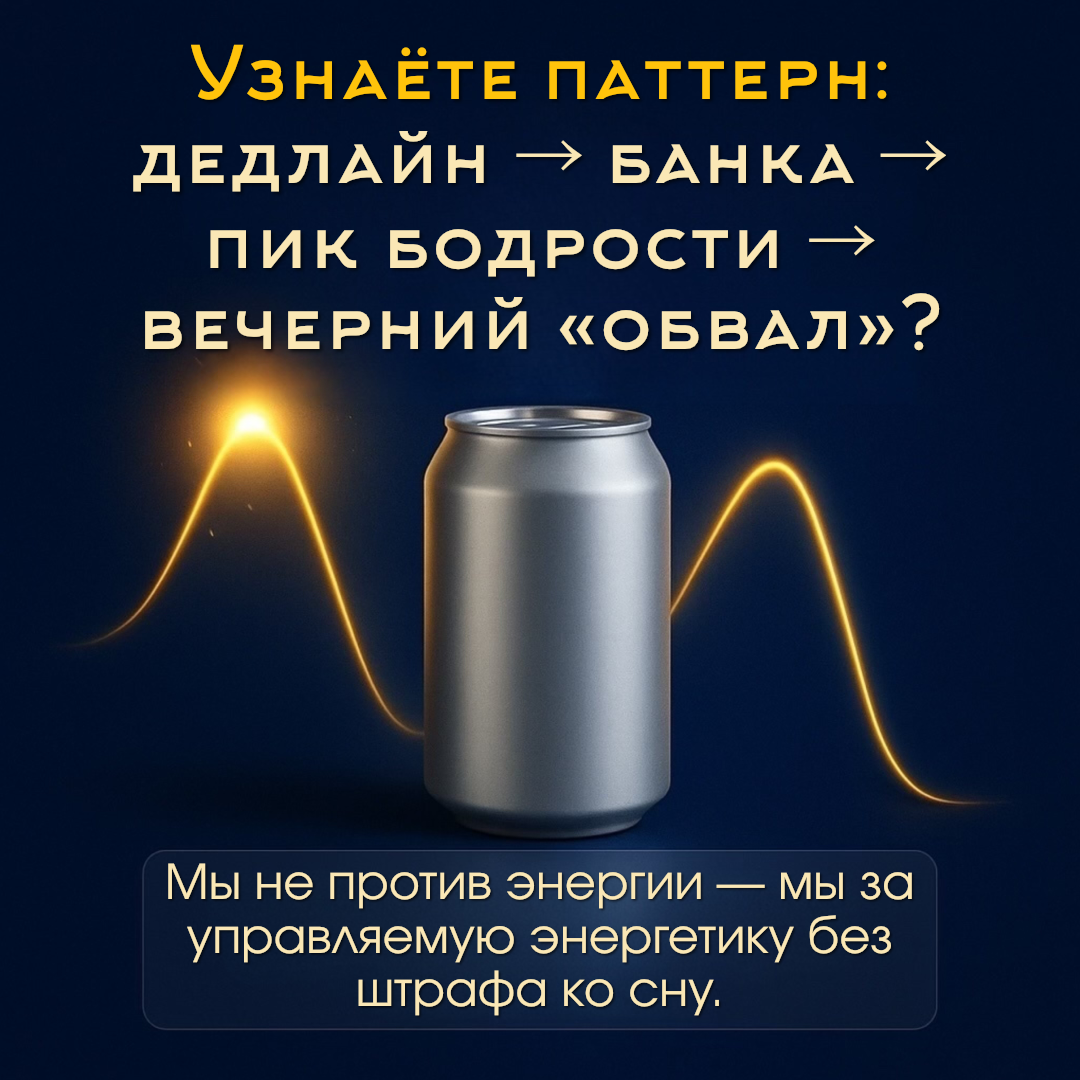 Узнаёте паттерн:
дедлайн → банка →
пик бодрости →
вечерний «обвал»?
Мы не против энергии — мы за
управляемую энергетику без
штрафа ко сну.